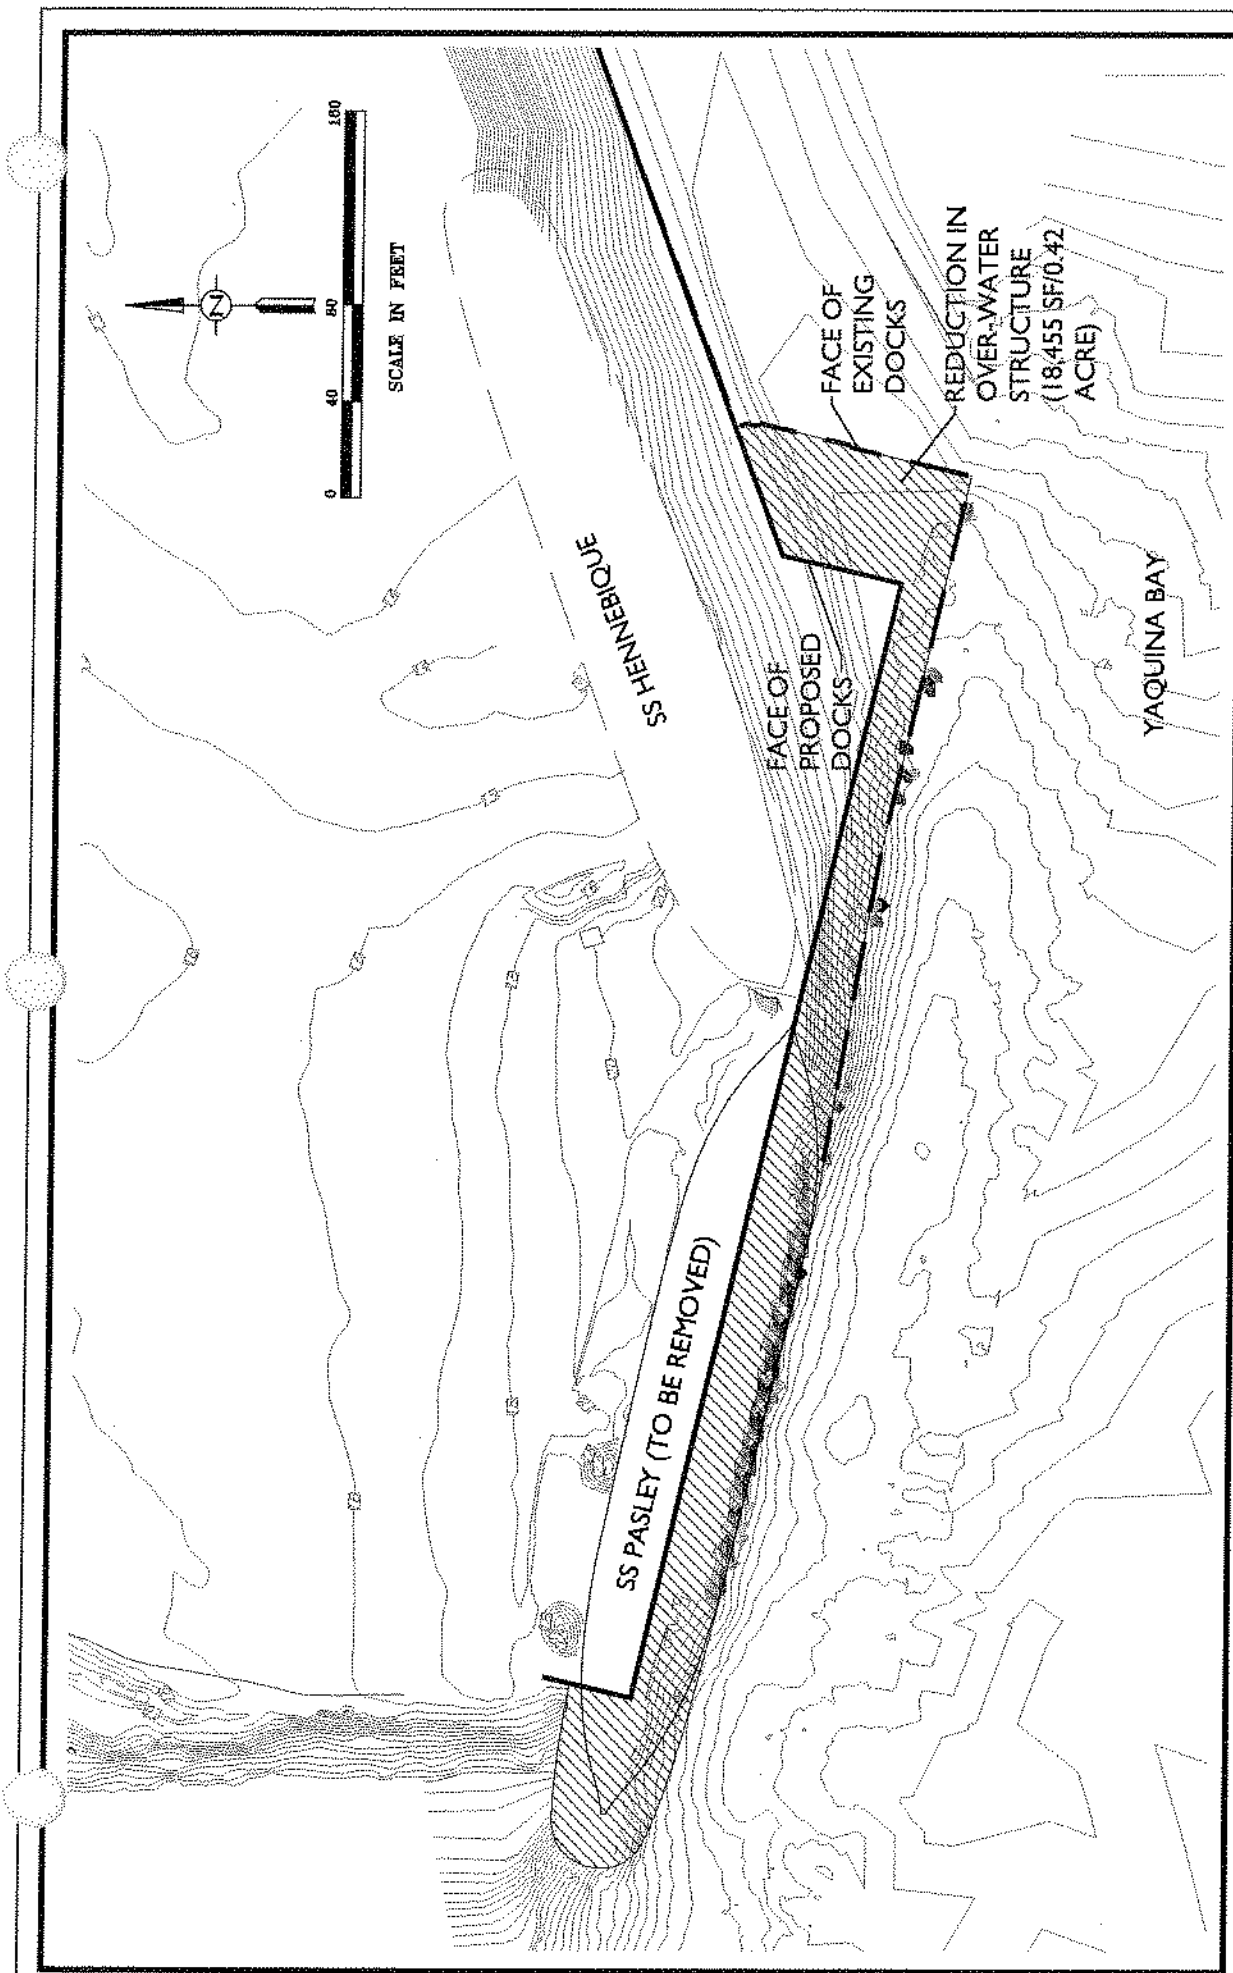 N
0 40 80 160
SCALE IN FEET
SS HENNEBIQUE
FACE OF
EXISTING
DOCKS
REDUCTION IN
OVER-WATER
STRUCTURE
(18,455 SF/0.42
ACRE)
FACE OF
PROPOSED
DOCKS
YAQUINA BAY
SS PASLEY (TO BE REMOVED)